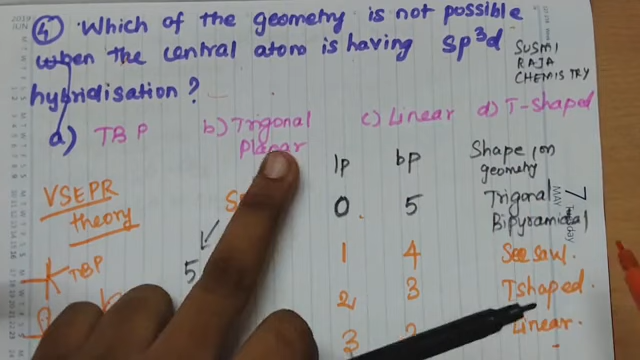 4) Which of the geometry is not possible
when the central atom is having sp³d
hybridisation ?
SUSMI
RAJA
CHEMISTRY
a) TBP b) Trigonal Planar c) Linear d) T-shaped
lp bp Shape on geometry
VSEPR theory
0 5 Trigonal Bipyramidal
5
1 4 See saw.
TBP
2 3 T shaped.
3 2 Linear.
7
MAY